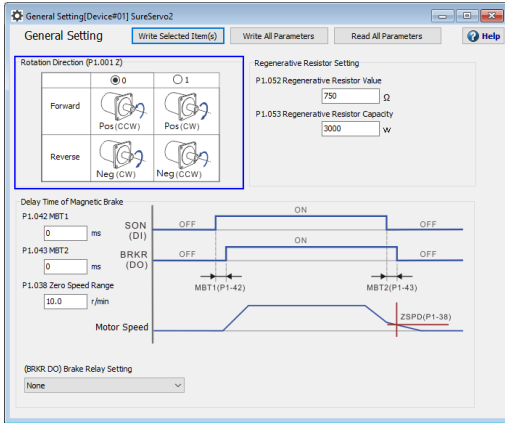 General Setting[Device#01] SureServo2
General Setting
Write Selected Item(s)
Write All Parameters
Read All Parameters
Help
Rotation Direction (P1.001 Z)
0
1
Forward
Pos(CCW)
Pos(CW)
Reverse
Neg(CW)
Neg(CCW)
Regenerative Resistor Setting
P1.052 Regenerative Resistor Value
750 Ω
P1.053 Regenerative Resistor Capacity
3000 w
Delay Time of Magnetic Brake
P1.042 MBT1
0 ms
P1.043 MBT2
0 ms
P1.038 Zero Speed Range
10.0 r/min
SON
(DI)
OFF
ON
OFF
BRKR
(DO)
OFF
ON
OFF
MBT1(P1-42)
MBT2(P1-43)
Motor Speed
ZSPD(P1-38)
(BRKR DO) Brake Relay Setting
None